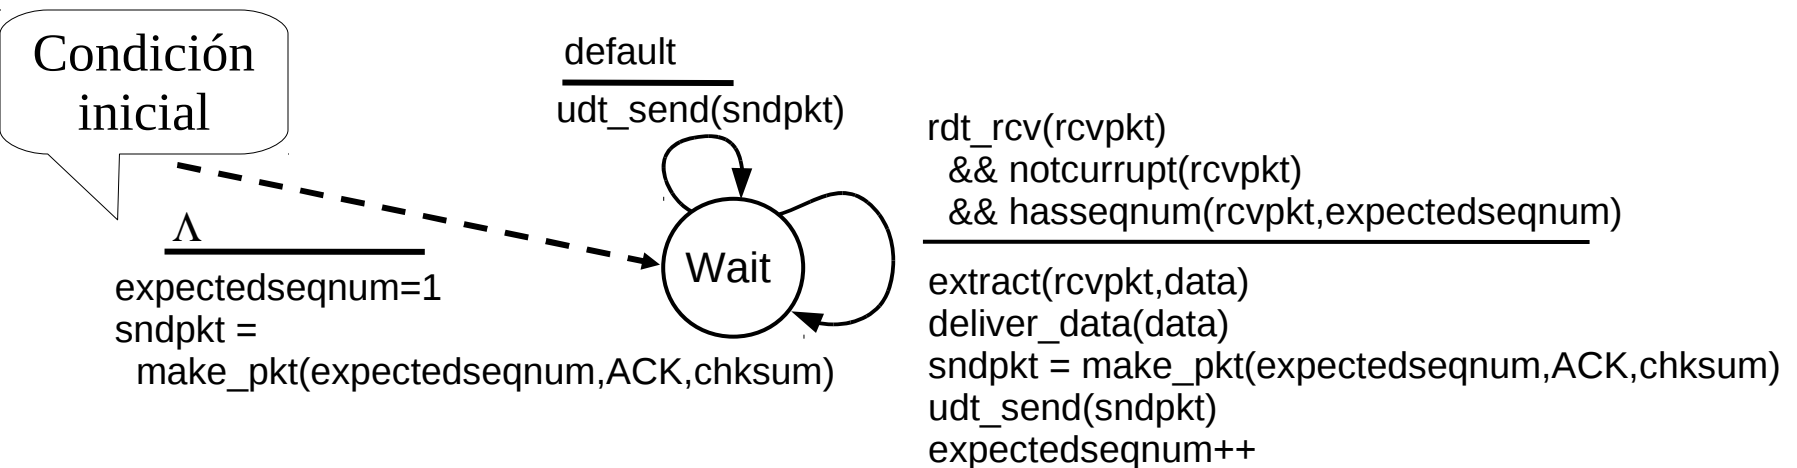 Condición
inicial
default
udt_send(sndpkt)
rdt_rcv(rcvpkt)
&& notcurrupt(rcvpkt)
&& hasseqnum(rcvpkt,expectedseqnum)
Λ
expectedseqnum=1
sndpkt =
make_pkt(expectedseqnum,ACK,chksum)
Wait
extract(rcvpkt,data)
deliver_data(data)
sndpkt = make_pkt(expectedseqnum,ACK,chksum)
udt_send(sndpkt)
expectedseqnum++